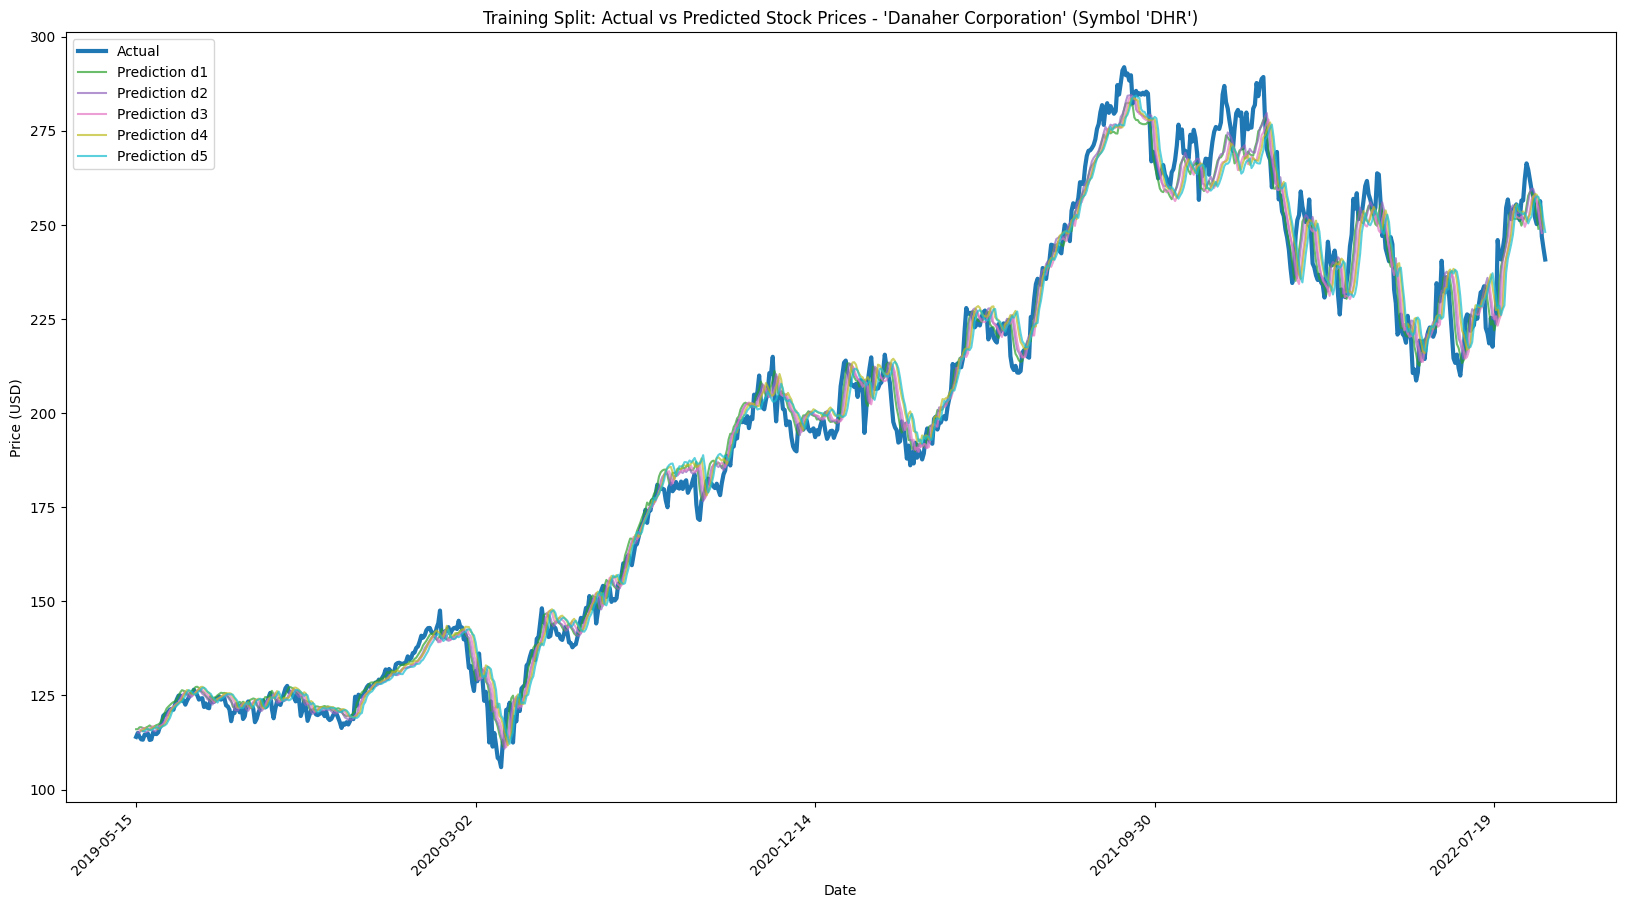 Training Split: Actual vs Predicted Stock Prices - 'Danaher Corporation' (Symbol 'DHR')
Actual
Prediction d1
Prediction d2
Prediction d3
Prediction d4
Prediction d5
Price (USD)
300
275
250
225
200
175
150
125
100
2019-05-15
2020-03-02
2020-12-14
2021-09-30
2022-07-19
Date